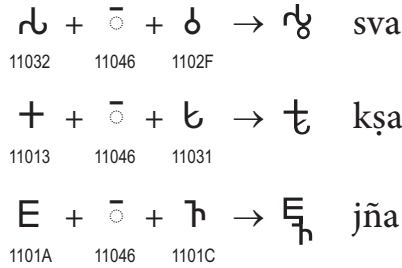 𑀲 + ◌𑁆 + 𑀯 → 𑀲𑁆𑀯 sva
11032 11046 1102F
𑀓 + ◌𑁆 + 𑀱 → 𑀓𑁆𑀱 kṣa
11013 11046 11031
𑀚 + ◌𑁆 + 𑀜 → 𑀚𑁆𑀜 jña
1101A 11046 1101C